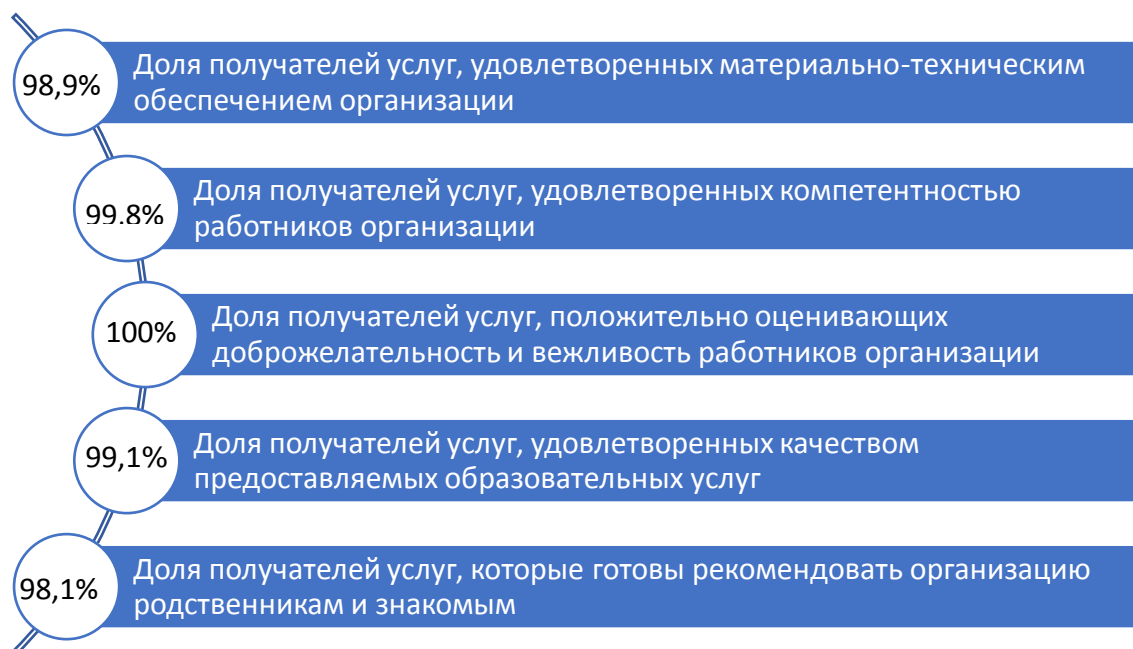 98,9%
Доля получателей услуг, удовлетворенных материально-техническим
обеспечением организации
99,8%
Доля получателей услуг, удовлетворенных компетентностью
работников организации
100%
Доля получателей услуг, положительно оценивающих
доброжелательность и вежливость работников организации
99,1%
Доля получателей услуг, удовлетворенных качеством
предоставляемых образовательных услуг
98,1%
Доля получателей услуг, которые готовы рекомендовать организацию
родственникам и знакомым